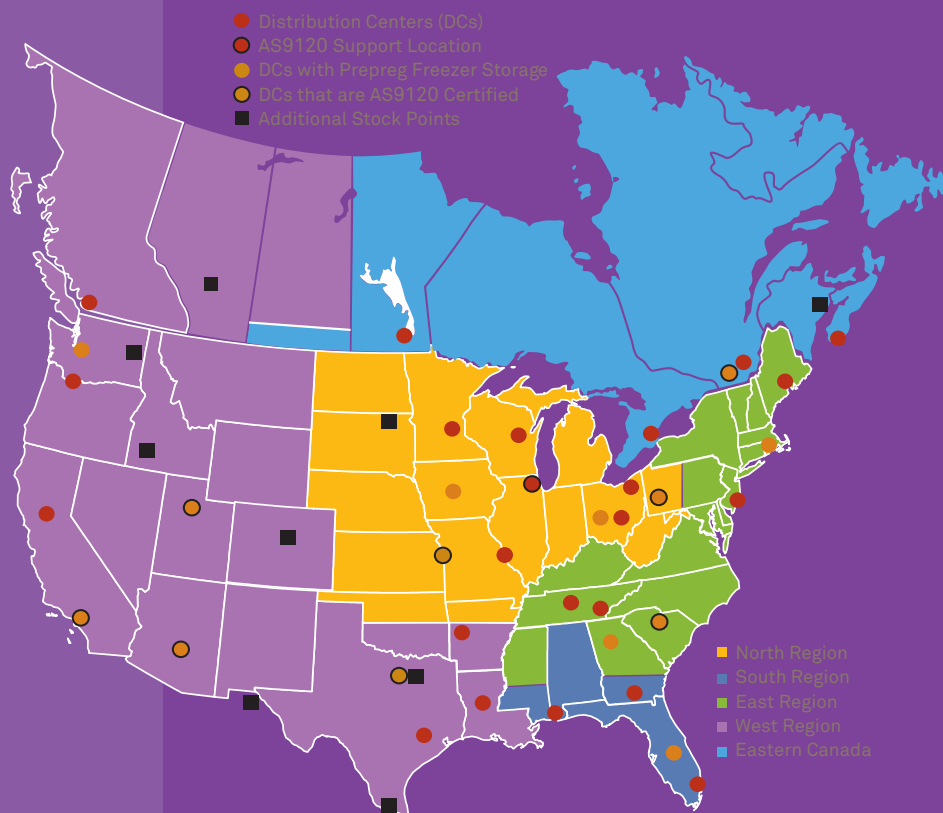 Distribution Centers (DCs)
AS9120 Support Location
DCs with Prepreg Freezer Storage
DCs that are AS9120 Certified
Additional Stock Points
North Region
South Region
East Region
West Region
Eastern Canada